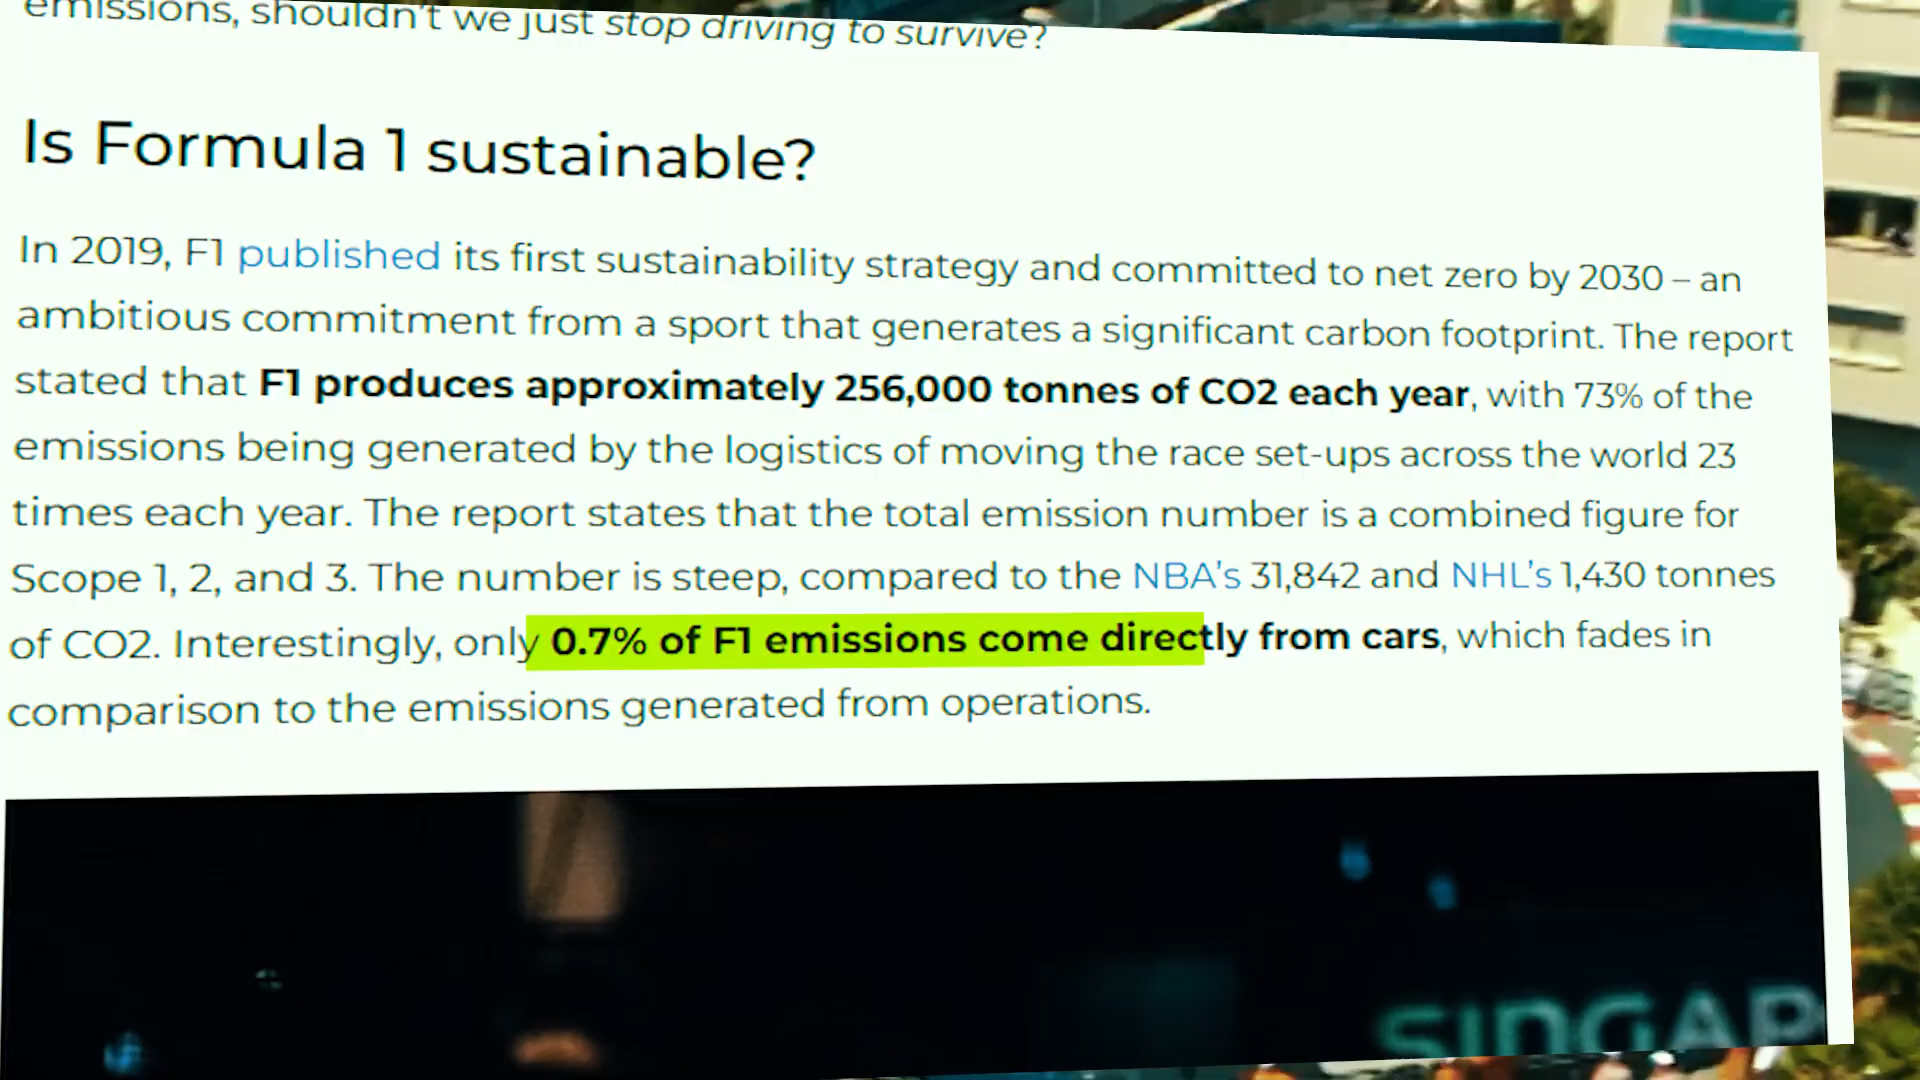 emissions, shouldn't we just stop driving to survive?
Is Formula 1 sustainable?
In 2019, F1 published its first sustainability strategy and committed to net zero by 2030 – an
ambitious commitment from a sport that generates a significant carbon footprint. The report
stated that F1 produces approximately 256,000 tonnes of CO2 each year, with 73% of the
emissions being generated by the logistics of moving the race set-ups across the world 23
times each year. The report states that the total emission number is a combined figure for
Scope 1, 2, and 3. The number is steep, compared to the NBA's 31,842 and NHL's 1,430 tonnes
of CO2. Interestingly, only 0.7% of F1 emissions come directly from cars, which fades in
comparison to the emissions generated from operations.
SINGAP